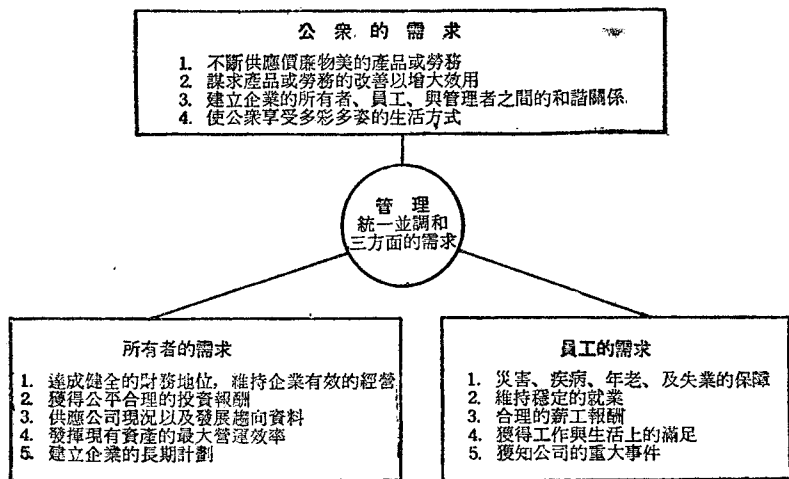 公衆的需求
1. 不斷供應價廉物美的產品或勞務
2. 謀求產品或勞務的改善以增大效用
3. 建立企業的所有者、員工、與管理者之間的和諧關係
4. 使公衆享受多彩多姿的生活方式
管理
統一並調和
三方面的需求
所有者的需求
1. 達成健全的財務地位，維持企業有效的經營
2. 獲得公平合理的投資報酬
3. 供應公司現況以及發展趨向資料
4. 發揮現有資產的最大營運效率
5. 建立企業的長期計劃
員工的需求
1. 災害、疾病、年老、及失業的保障
2. 維持穩定的就業
3. 合理的薪工報酬
4. 獲得工作與生活上的滿足
5. 獲知公司的重大事件